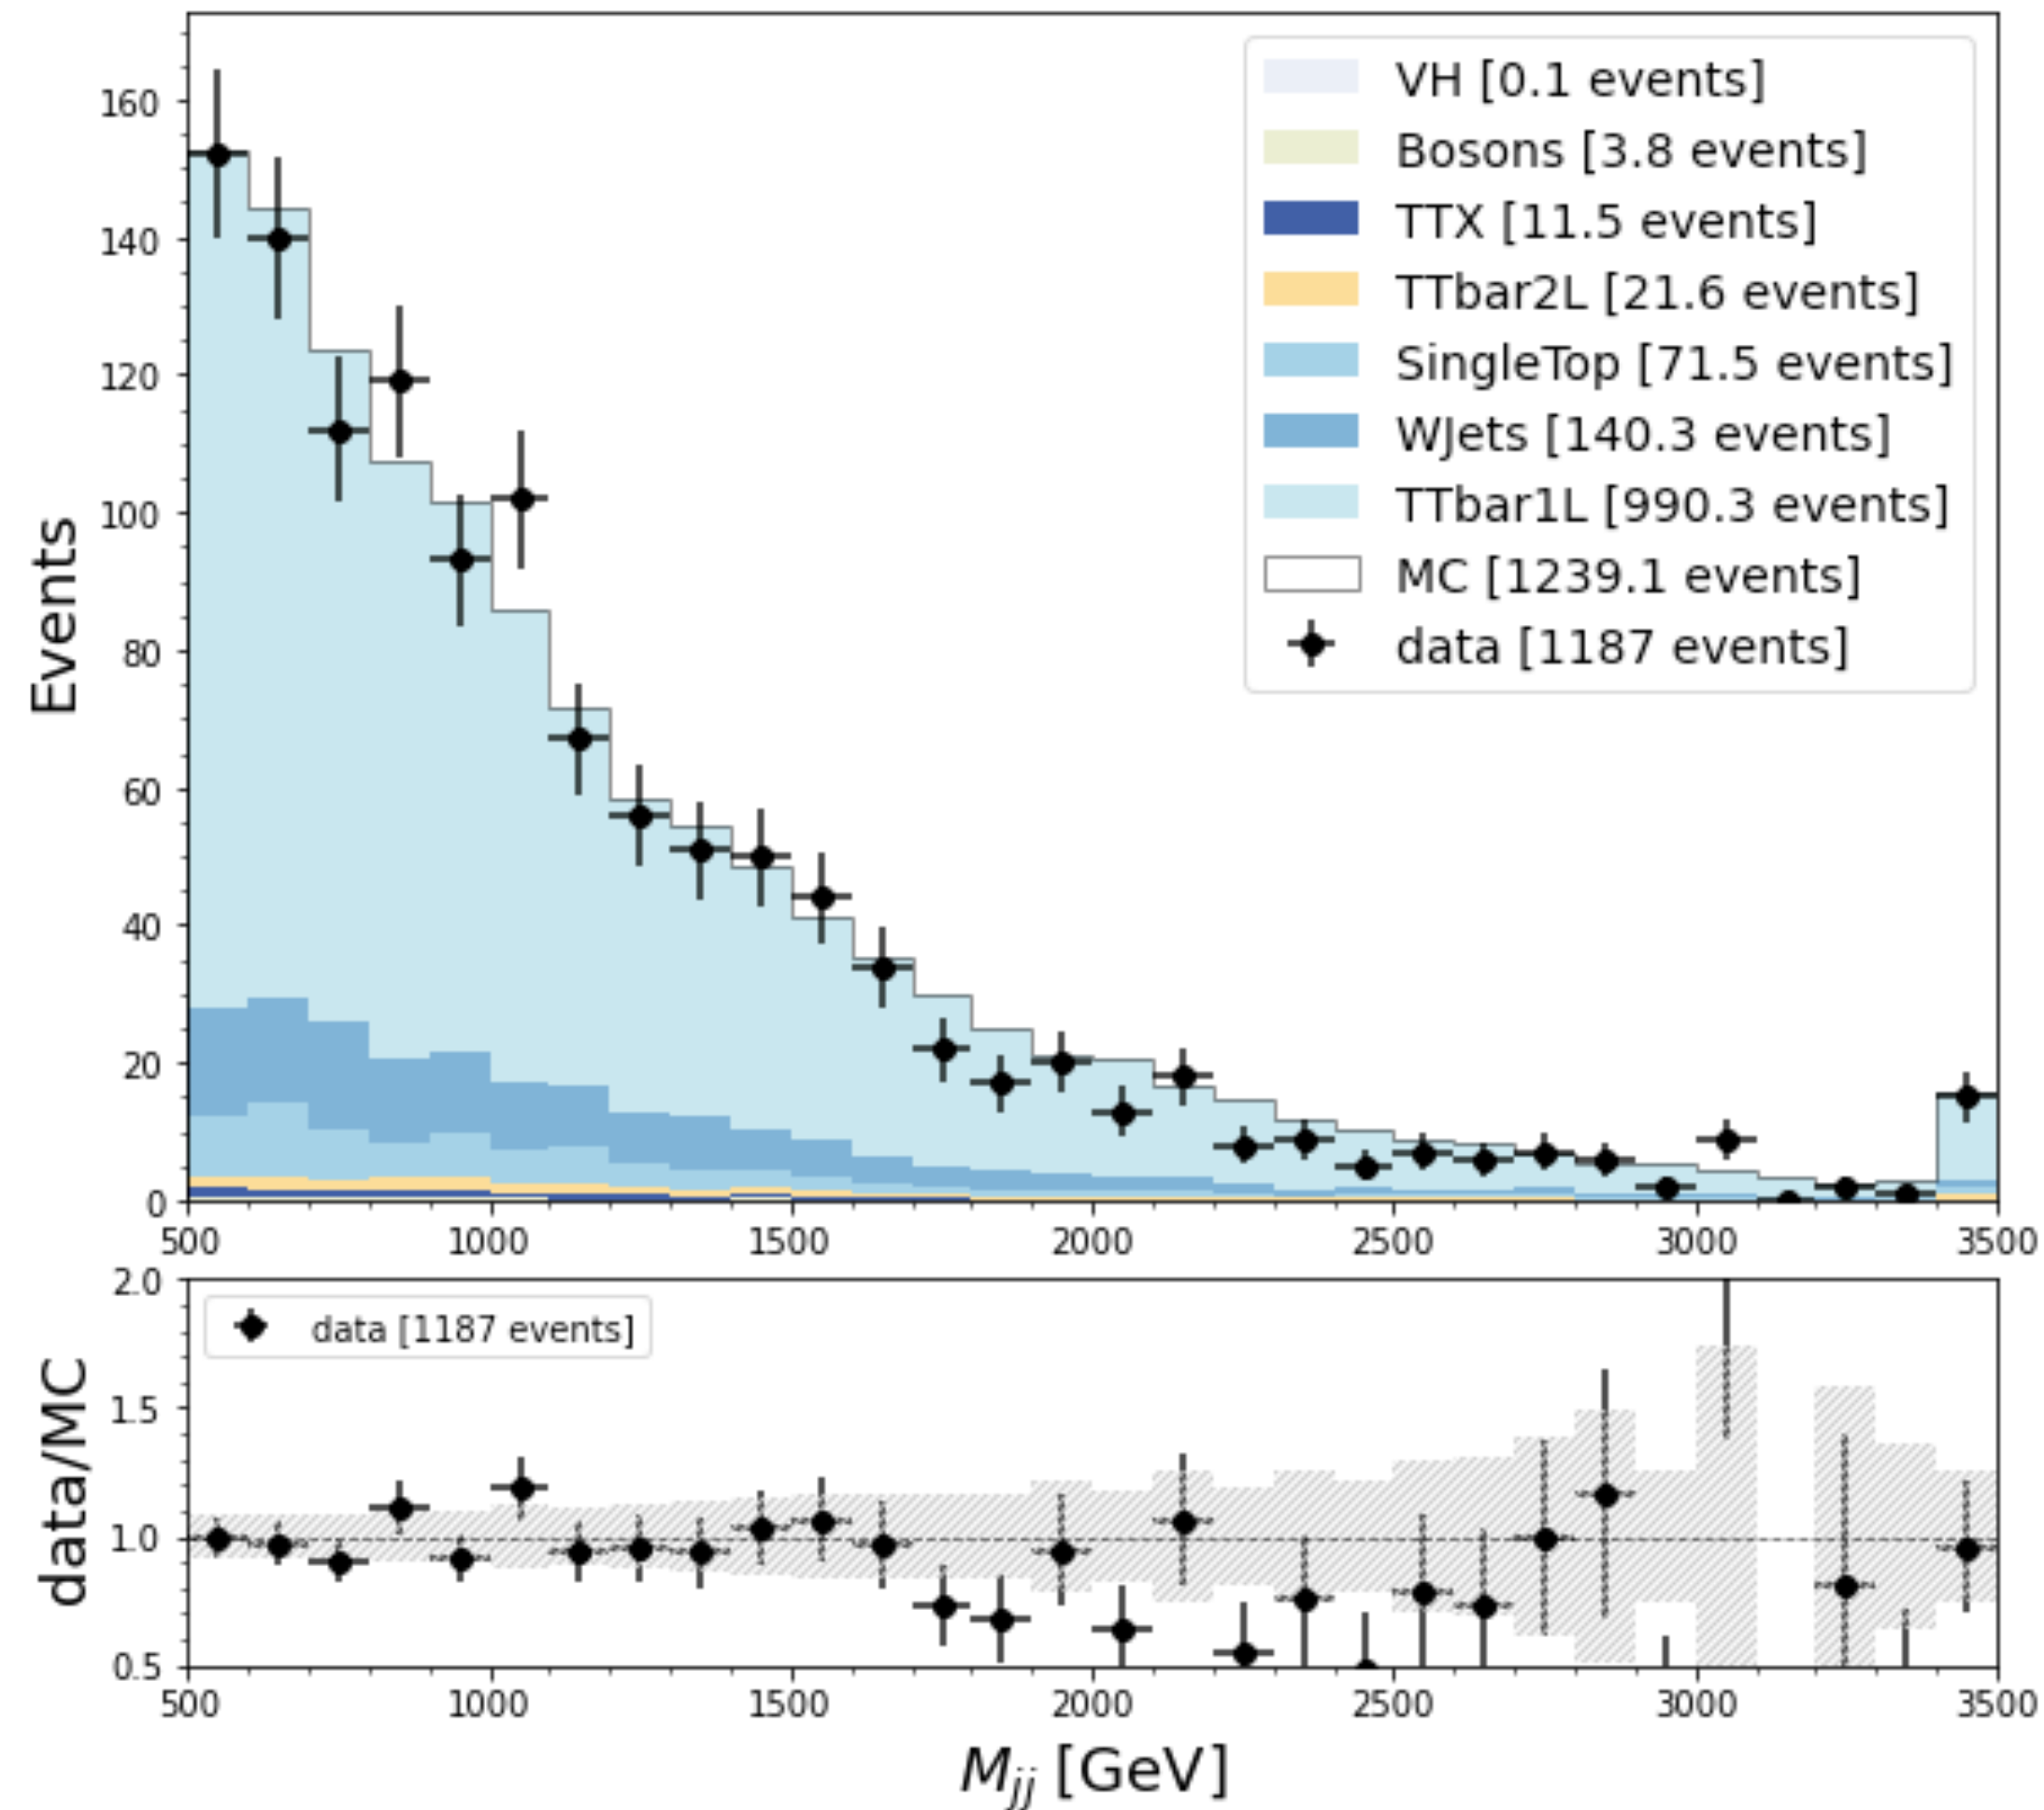 Events
160
140
120
100
80
60
40
20
0
VH [0.1 events]
Bosons [3.8 events]
TTX [11.5 events]
TTbar2L [21.6 events]
SingleTop [71.5 events]
WJets [140.3 events]
TTbar1L [990.3 events]
MC [1239.1 events]
data [1187 events]
500 1000 1500 2000 2500 3000 3500
data/MC
2.0
1.5
1.0
0.5
data [1187 events]
500 1000 1500 2000 2500 3000 3500
M_{jj} [GeV]